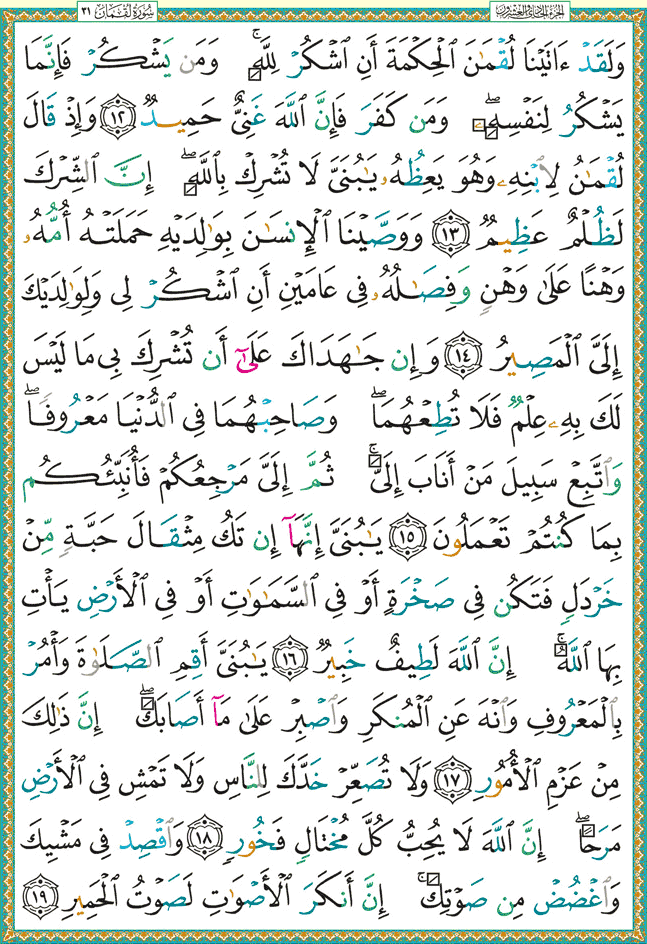 الجزء الحادي والعشرون
سورة لقمان ٣١
وَلَقَدۡ ءَاتَيۡنَا لُقۡمَٰنَ ٱلۡحِكۡمَةَ أَنِ ٱشۡكُرۡ لِلَّهِۚ وَمَن يَشۡكُرۡ فَإِنَّمَا
يَشۡكُرُ لِنَفۡسِهِۦۖ وَمَن كَفَرَ فَإِنَّ ٱللَّهَ غَنِيٌّ حَمِيدٞ ١٢ وَإِذۡ قَالَ
لُقۡمَٰنُ لِٱبۡنِهِۦ وَهُوَ يَعِظُهُۥ يَٰبُنَيَّ لَا تُشۡرِكۡ بِٱللَّهِۖ إِنَّ ٱلشِّرۡكَ
لَظُلۡمٌ عَظِيمٞ ١٣ وَوَصَّيۡنَا ٱلۡإِنسَٰنَ بِوَٰلِدَيۡهِ حَمَلَتۡهُ أُمُّهُۥ
وَهۡنًا عَلَىٰ وَهۡنٖ وَفِصَٰلُهُۥ فِي عَامَيۡنِ أَنِ ٱشۡكُرۡ لِي وَلِوَٰلِدَيۡكَ
إِلَيَّ ٱلۡمَصِيرُ ١٤ وَإِن جَٰهَدَاكَ عَلَىٰٓ أَن تُشۡرِكَ بِي مَا لَيۡسَ
لَكَ بِهِۦ عِلۡمٞ فَلَا تُطِعۡهُمَاۖ وَصَاحِبۡهُمَا فِي ٱلدُّنۡيَا مَعۡرُوفٗاۖ
وَٱتَّبِعۡ سَبِيلَ مَنۡ أَنَابَ إِلَيَّۚ ثُمَّ إِلَيَّ مَرۡجِعُكُمۡ فَأُنَبِّئُكُم
بِمَا كُنتُمۡ تَعۡمَلُونَ ١٥ يَٰبُنَيَّ إِنَّهَآ إِن تَكُ مِثۡقَالَ حَبَّةٖ مِّنۡ
خَرۡدَلٖ فَتَكُن فِي صَخۡرَةٍ أَوۡ فِي ٱلسَّمَٰوَٰتِ أَوۡ فِي ٱلۡأَرۡضِ يَأۡتِ
بِهَا ٱللَّهُۚ إِنَّ ٱللَّهَ لَطِيفٌ خَبِيرٞ ١٦ يَٰبُنَيَّ أَقِمِ ٱلصَّلَوٰةَ وَأۡمُرۡ
بِٱلۡمَعۡرُوفِ وَٱنۡهَ عَنِ ٱلۡمُنكَرِ وَٱصۡبِرۡ عَلَىٰ مَآ أَصَابَكَۖ إِنَّ ذَٰلِكَ
مِنۡ عَزۡمِ ٱلۡأُمُورِ ١٧ وَلَا تُصَعِّرۡ خَدَّكَ لِلنَّاسِ وَلَا تَمۡشِ فِي ٱلۡأَرۡضِ
مَرَحًاۖ إِنَّ ٱللَّهَ لَا يُحِبُّ كُلَّ مُخۡتَالٖ فَخُورٖ ١٨ وَٱقۡصِدۡ فِي مَشۡيِكَ
وَٱغۡضُضۡ مِن صَوۡتِكَۚ إِنَّ أَنكَرَ ٱلۡأَصۡوَٰتِ لَصَوۡتُ ٱلۡحَمِيرِ ١٩